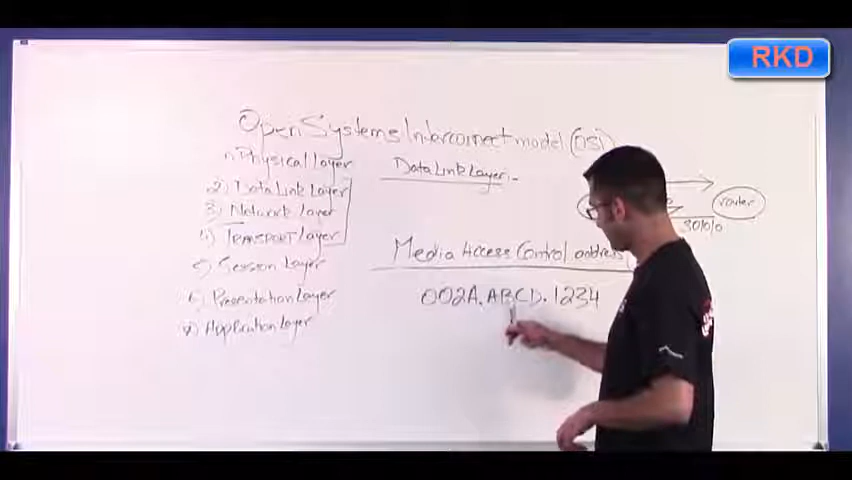 RKD
Open Systems Interconnect model (OSI)
1) Physical layer
2) Data Link Layer
3) Network layer
4) TRANSPORT Layer
5) Session Layer
6) Presentation Layer
7) Application Layer
Data Link Layer:-
router
Media Access Control address
002A.ABCD.1234